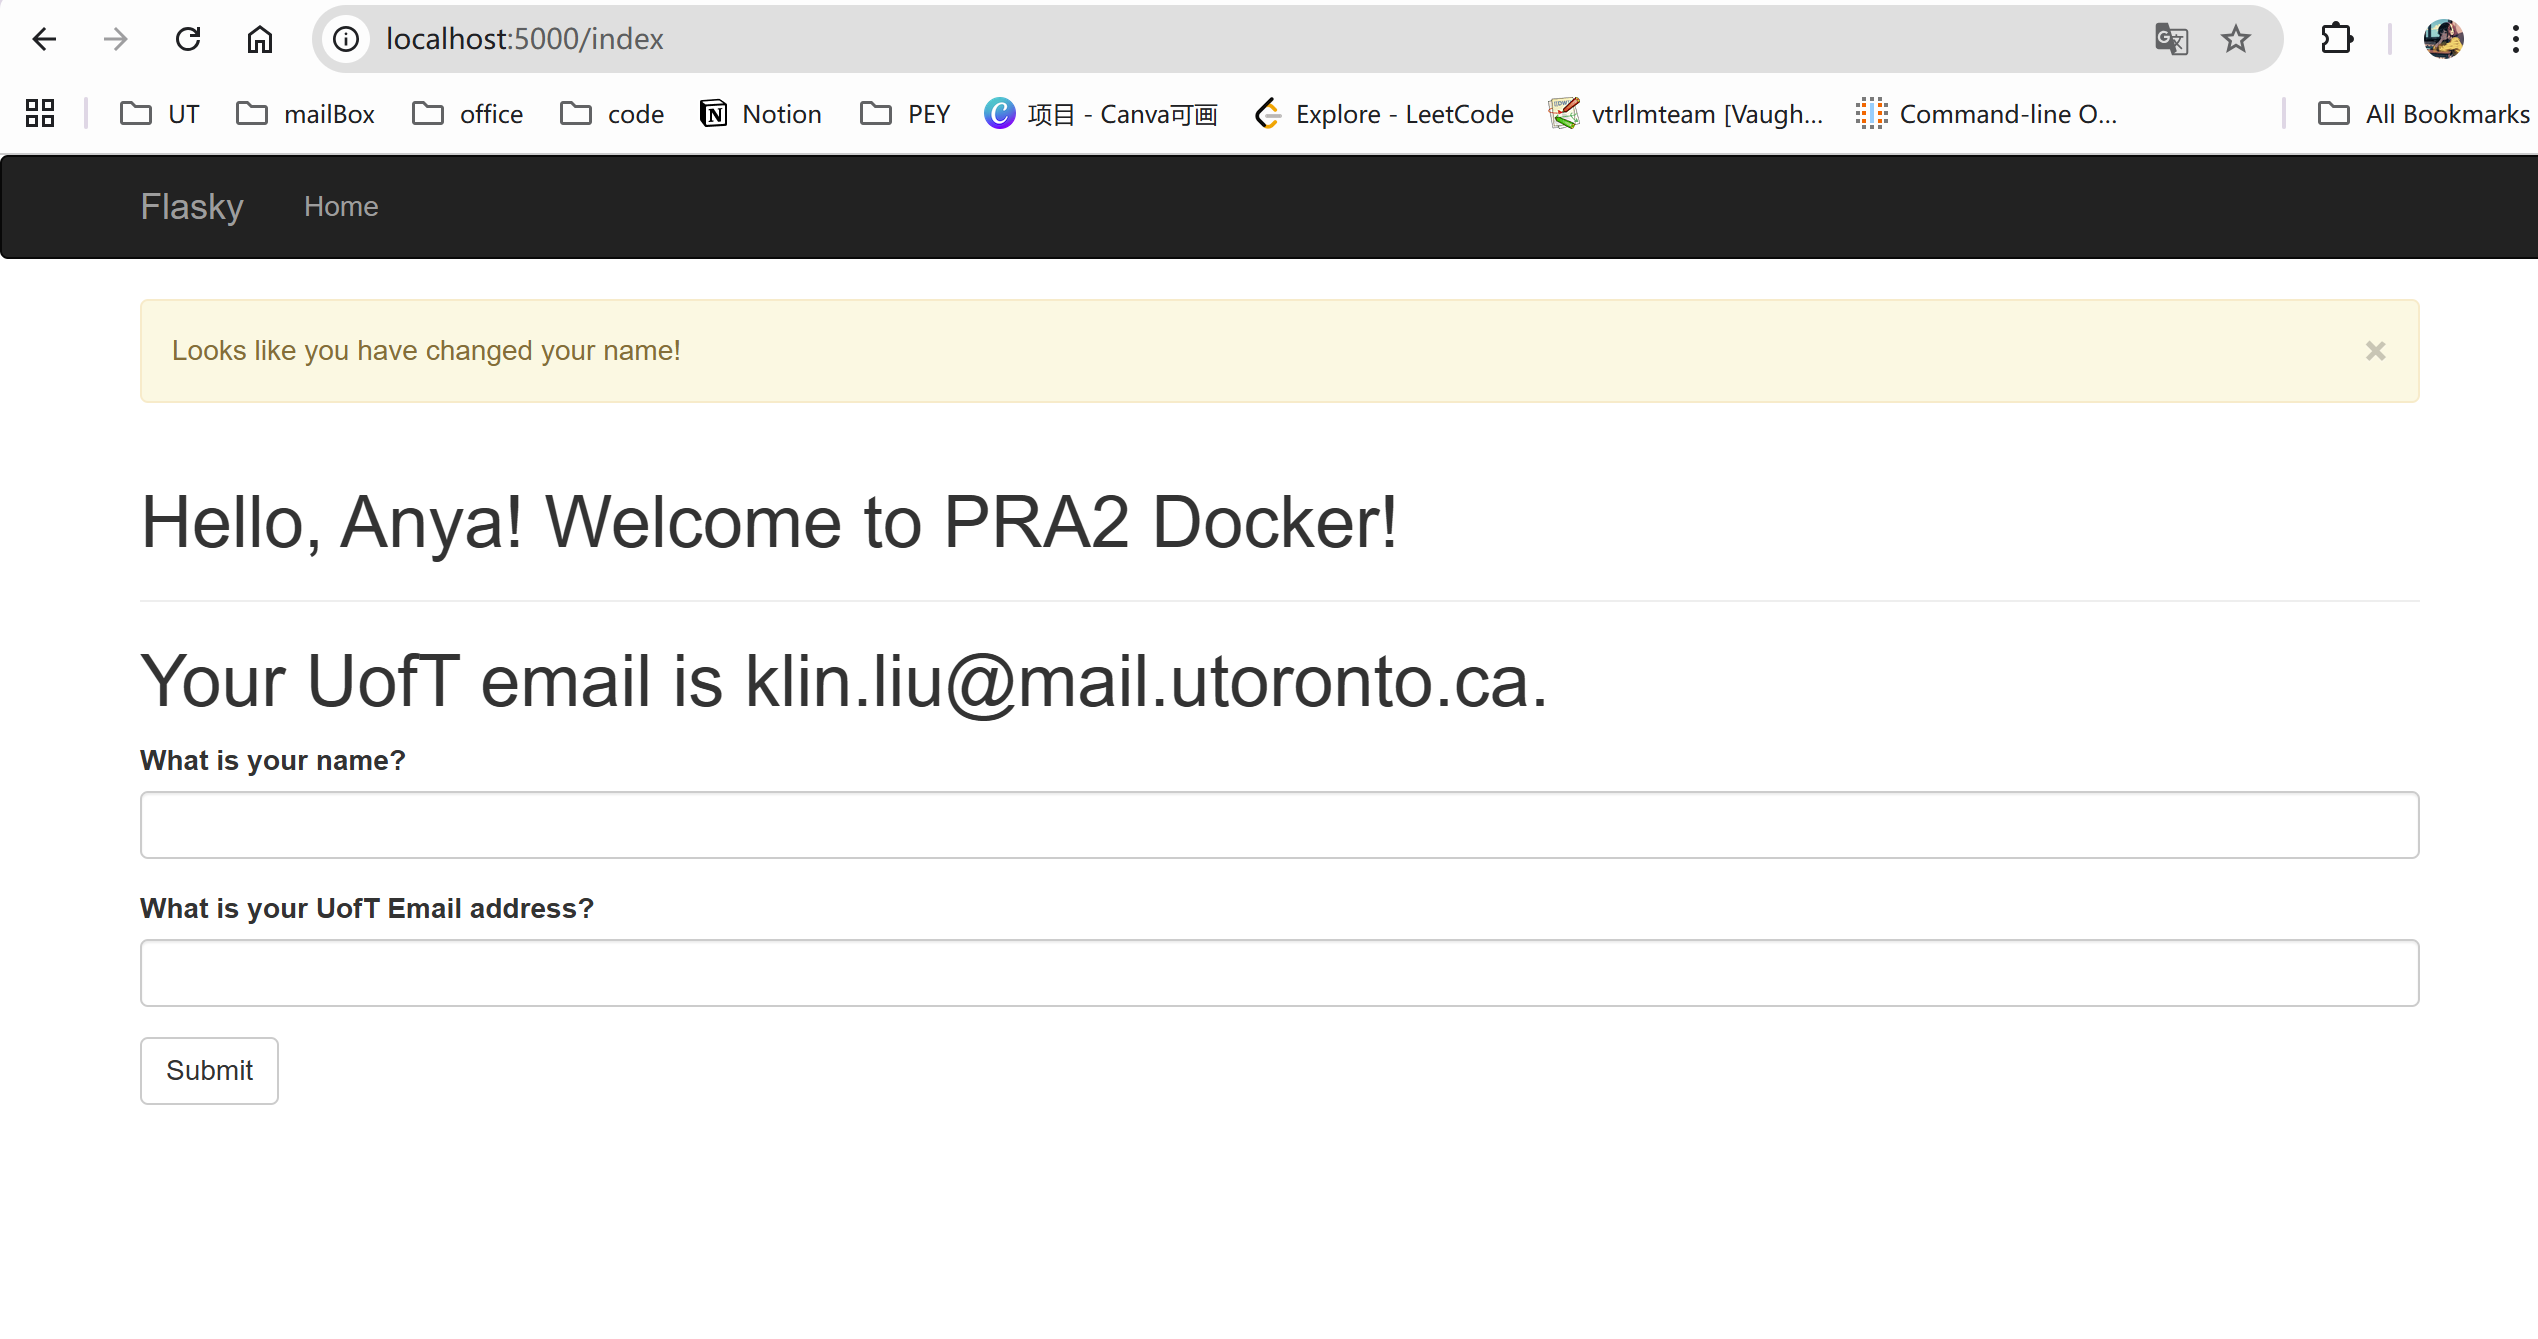 localhost:5000/index
UT mailBox office code Notion PEY 项目 - Canva可画 Explore - LeetCode vtrllmteam [Vaugh... Command-line O... All Bookmarks
Flasky Home
Looks like you have changed your name! ×
Hello, Anya! Welcome to PRA2 Docker!
Your UofT email is klin.liu@mail.utoronto.ca.
What is your name?
What is your UofT Email address?
Submit